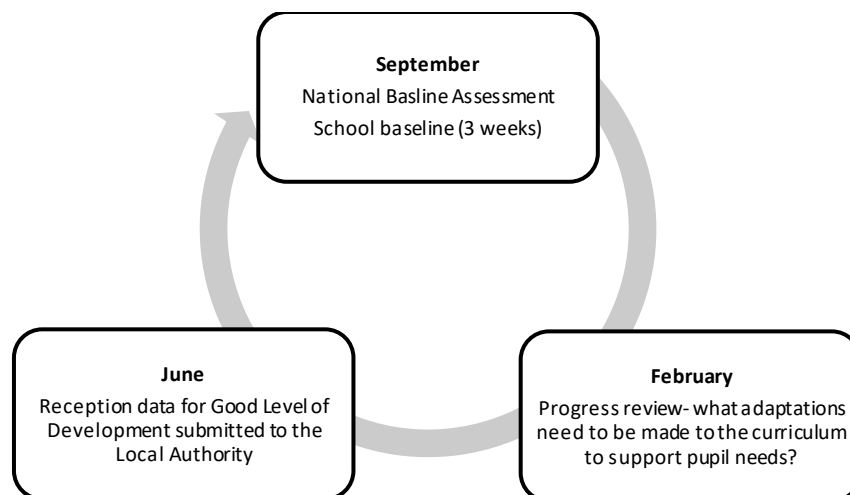 September
National Basline Assessment
School baseline (3 weeks)
June
Reception data for Good Level of
Development submitted to the
Local Authority
February
Progress review- what adaptations
need to be made to the curriculum
to support pupil needs?